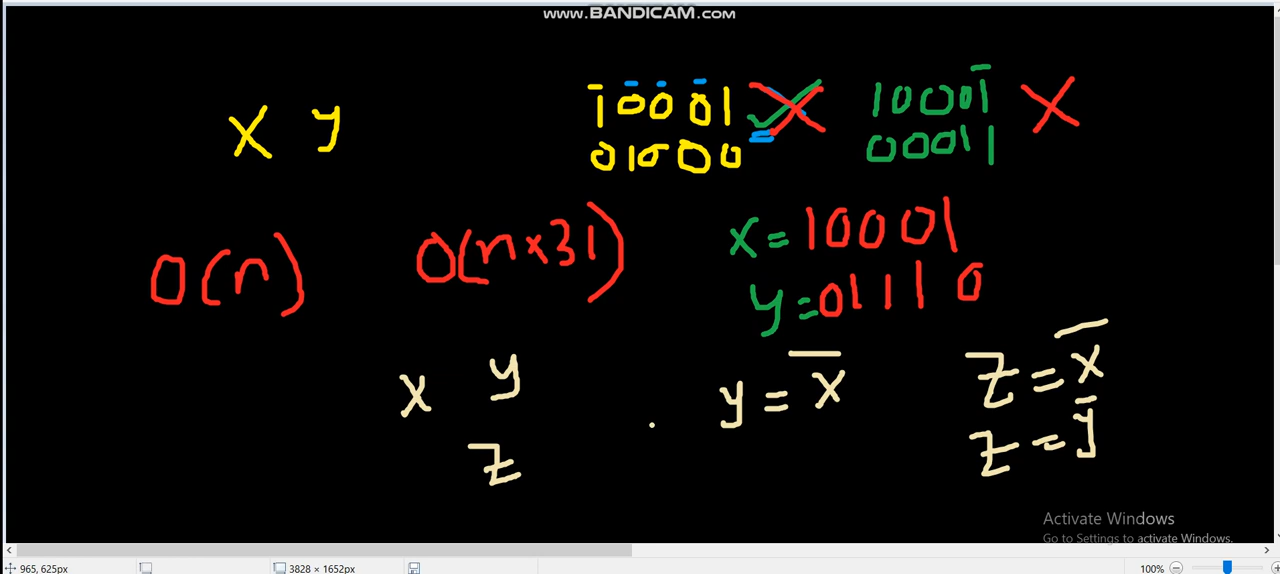 www.BANDICAM.com
X y
10001
01000
10001
00011
X
O(n)
O(n×31)
x=10001
y=01110
x y
z
y = x̅
z = x̅
z = y̅
Activate Windows
Go to Settings to activate Windows.
965, 625px
3828 × 1652px
100%